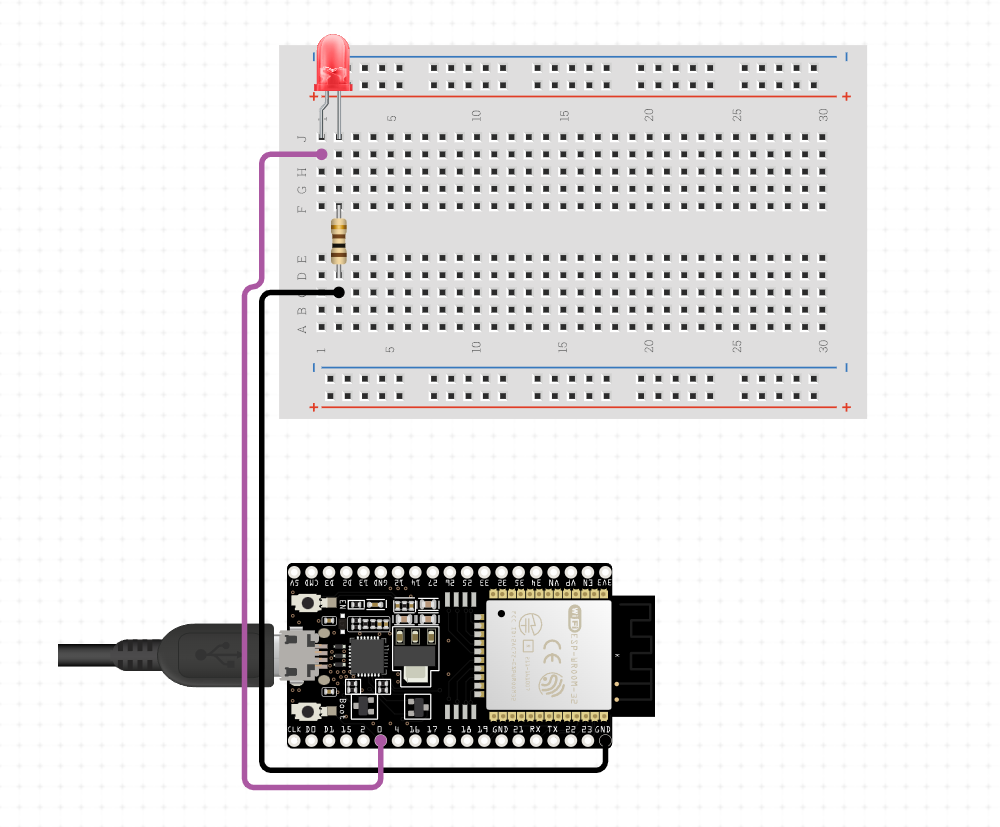 5 10 15 20 25 30
J
H
G
F
E
D
B
A
1 5 10 15 20 25 30
5V CMD D3 D2 13 GND 12 14 27 26 25 33 32 35 34 VN VP EN 3V3
EN
WiFi
ESP-WROOM-32
CE
Boot
CLK D0 D1 15 2 0 4 16 17 5 18 19 GND 21 RX TX 22 23 GND